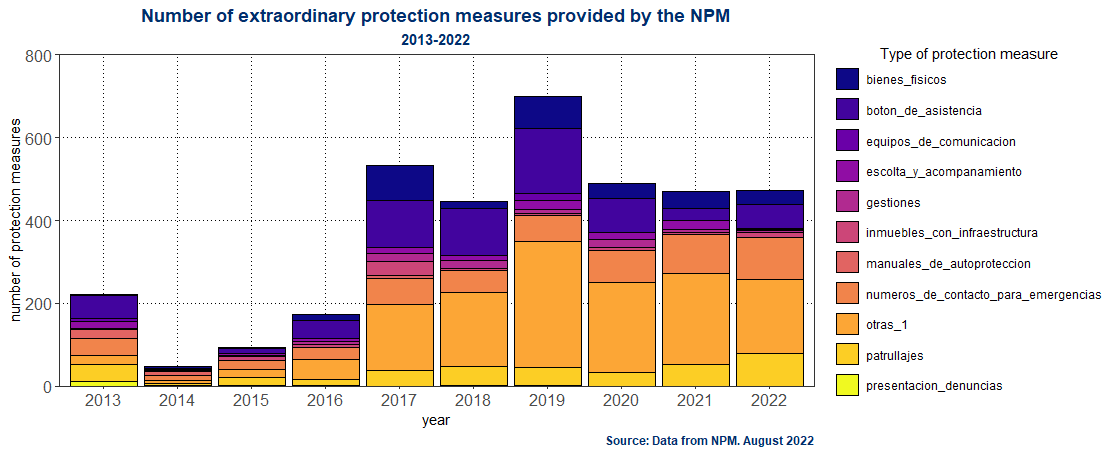 Number of extraordinary protection measures provided by the NPM
2013-2022
number of protection measures
800
600
400
200
0
2013 2014 2015 2016 2017 2018 2019 2020 2021 2022
year
Type of protection measure
bienes_fisicos
boton_de_asistencia
equipos_de_comunicacion
escolta_y_acompanamiento
gestiones
inmuebles_con_infraestructura
manuales_de_autoproteccion
numeros_de_contacto_para_emergencias
otras_1
patrullajes
presentacion_denuncias
Source: Data from NPM. August 2022